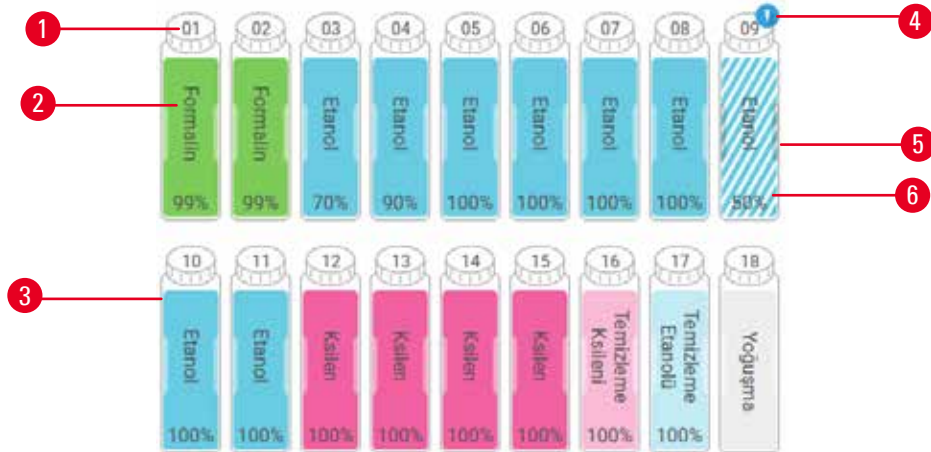 1 01 02 03 04 05 06 07 08 09 4
2 Formalin Formalin Etanol Etanol Etanol Etanol Etanol Etanol Etanol 5
99% 99% 70% 90% 100% 100% 100% 100% 50% 6
10 11 12 13 14 15 16 17 18
3 Etanol Etanol Ksilen Ksilen Ksilen Ksilen Temizleme Ksileni Temizleme Etanolü Yoğuşma
100% 100% 100% 100% 100% 100% 100% 100%